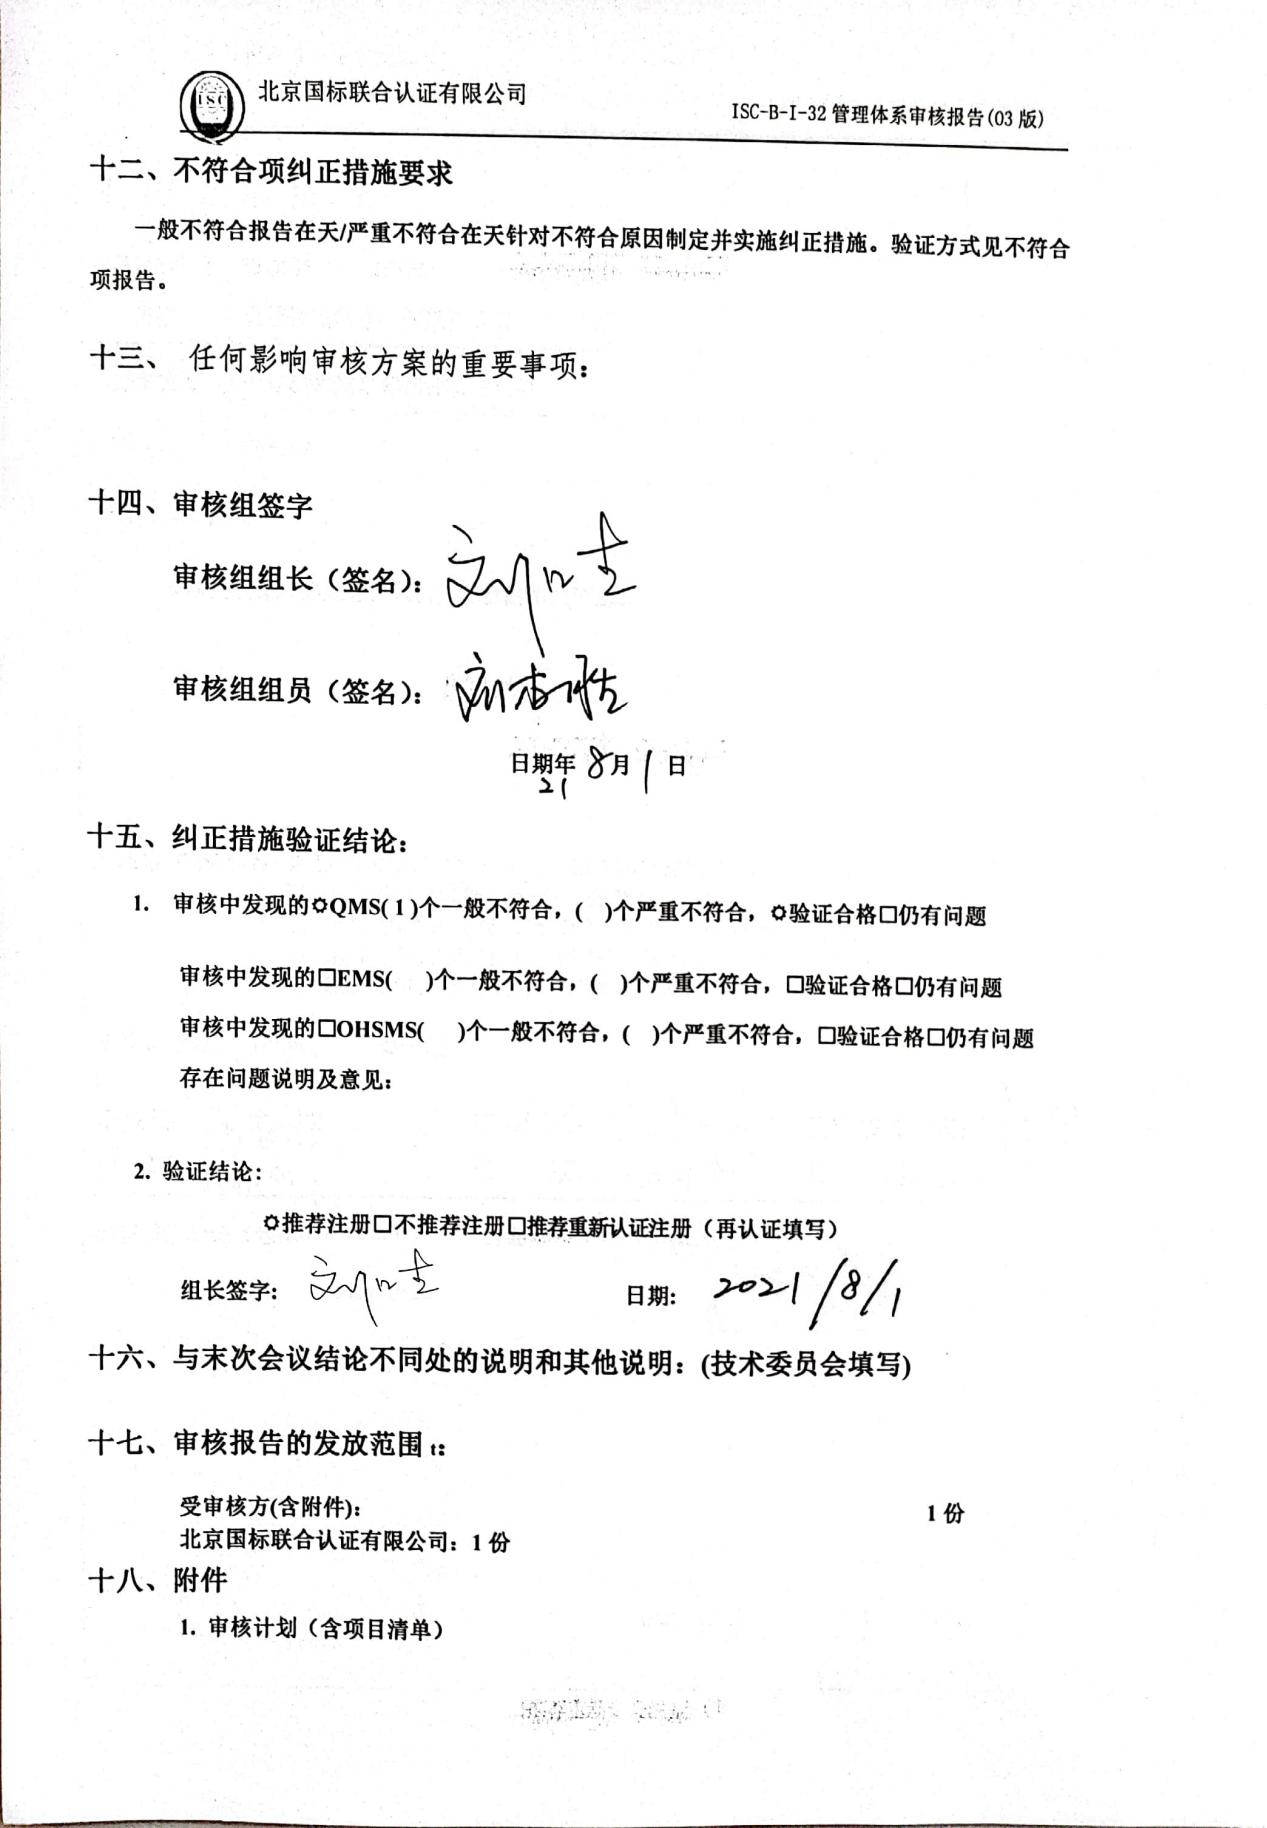 ISC
北京国标联合认证有限公司
ISC-B-I-32 管理体系审核报告(03 版)
十二、不符合项纠正措施要求
一般不符合报告在天/严重不符合在天针对不符合原因制定并实施纠正措施。验证方式见不符合
项报告。
十三、 任何影响审核方案的重要事项：
十四、审核组签字
审核组组长（签名）：
审核组组员（签名）：
日期年 8月 1 日
21
十五、纠正措施验证结论：
1. 审核中发现的✡QMS( 1 )个一般不符合，( )个严重不符合，✡验证合格□仍有问题
审核中发现的□EMS( )个一般不符合，( )个严重不符合，□验证合格□仍有问题
审核中发现的□OHSMS( )个一般不符合，( )个严重不符合，□验证合格□仍有问题
存在问题说明及意见：
2. 验证结论：
✡推荐注册□不推荐注册□推荐重新认证注册（再认证填写）
组长签字： 日期： 2021/8/1
十六、与末次会议结论不同处的说明和其他说明：(技术委员会填写)
十七、审核报告的发放范围 t：
受审核方(含附件)： 1 份
北京国标联合认证有限公司：1 份
十八、附件
1. 审核计划（含项目清单）